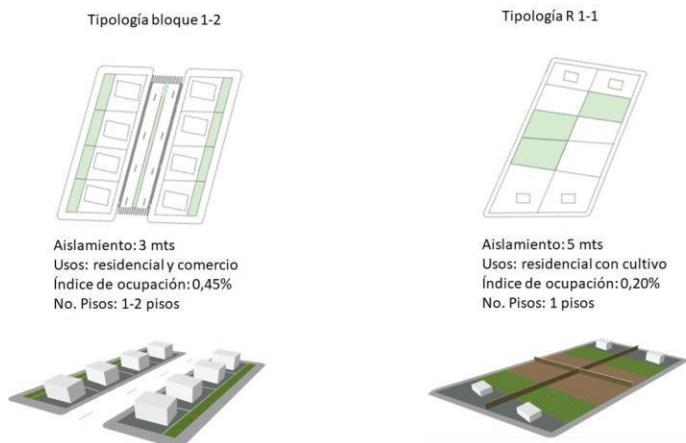 Tipología bloque 1-2
Aislamiento: 3 mts
Usos: residencial y comercio
Índice de ocupación: 0,45%
No. Pisos: 1-2 pisos
Tipología R 1-1
Aislamiento: 5 mts
Usos: residencial con cultivo
Índice de ocupación: 0,20%
No. Pisos: 1 pisos